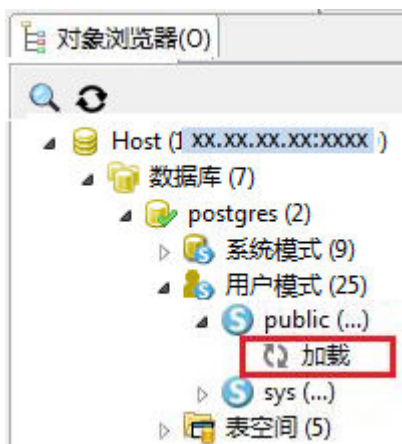 对象浏览器(O)
Host (1 xx.xx.xx.xx:xxxx )
数据库 (7)
postgres (2)
系统模式 (9)
用户模式 (25)
public (...)
加载
sys (...)
表空间 (5)